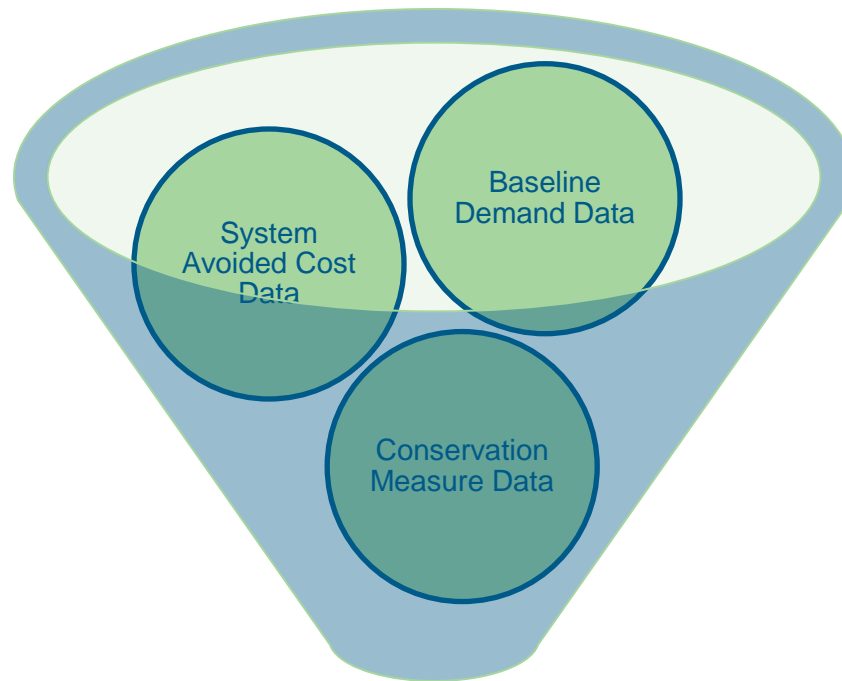 System
Avoided Cost
Data
Baseline
Demand Data
Conservation
Measure Data